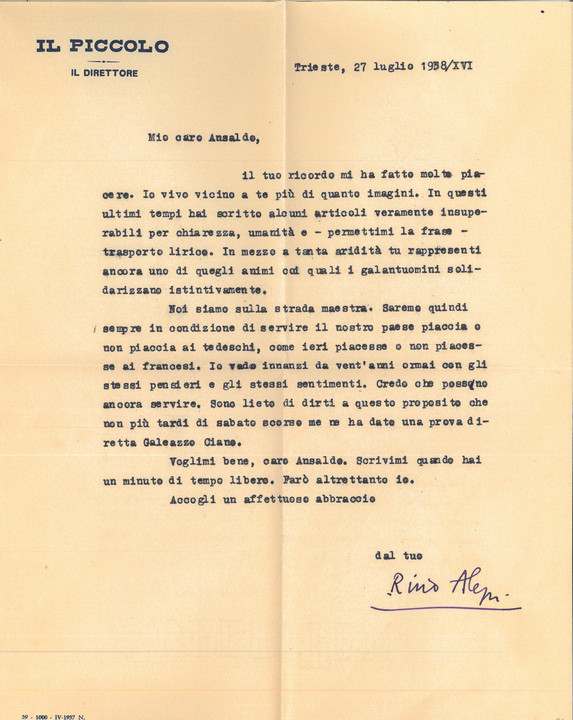 IL PICCOLO
IL DIRETTORE
Trieste, 27 luglio 1938/XVI
Mio caro Ansaldo,
il tuo ricordo mi ha fatto molto pia-
cere. Io vivo vicino a te più di quanto imagini. In questi
ultimi tempi hai scritto alcuni articoli veramente insupe-
rabili per chiarezza, umanità e - permettimi la frase -
trasporto lirico. In mezzo a tanta aridità tu rappresenti
ancora uno di quegli animi coi quali i galantuomini soli-
darizzano istintivamente.
Noi siamo sulla strada maestra. Saremo quindi
sempre in condizione di servire il nostro paese piaccia o
non piaccia ai tedeschi, come ieri piacesse o non piaces-
se ai francesi. Io vado innanzi da vent'anni ormai con gli
stessi pensieri e gli stessi sentimenti. Credo che possano
ancora servire. Sono lieto di dirti a questo proposito che
non più tardi di sabato scorso me ne ha dato una prova di-
retta Galeazzo Ciano.
Voglimi bene, caro Ansaldo. Scrivimi quando hai
un minuto di tempo libero. Farò altrettanto io.
Accogli un affettuoso abbraccio
dal tuo
Rino Alessi
39 - 1000 - IV-1937 N.